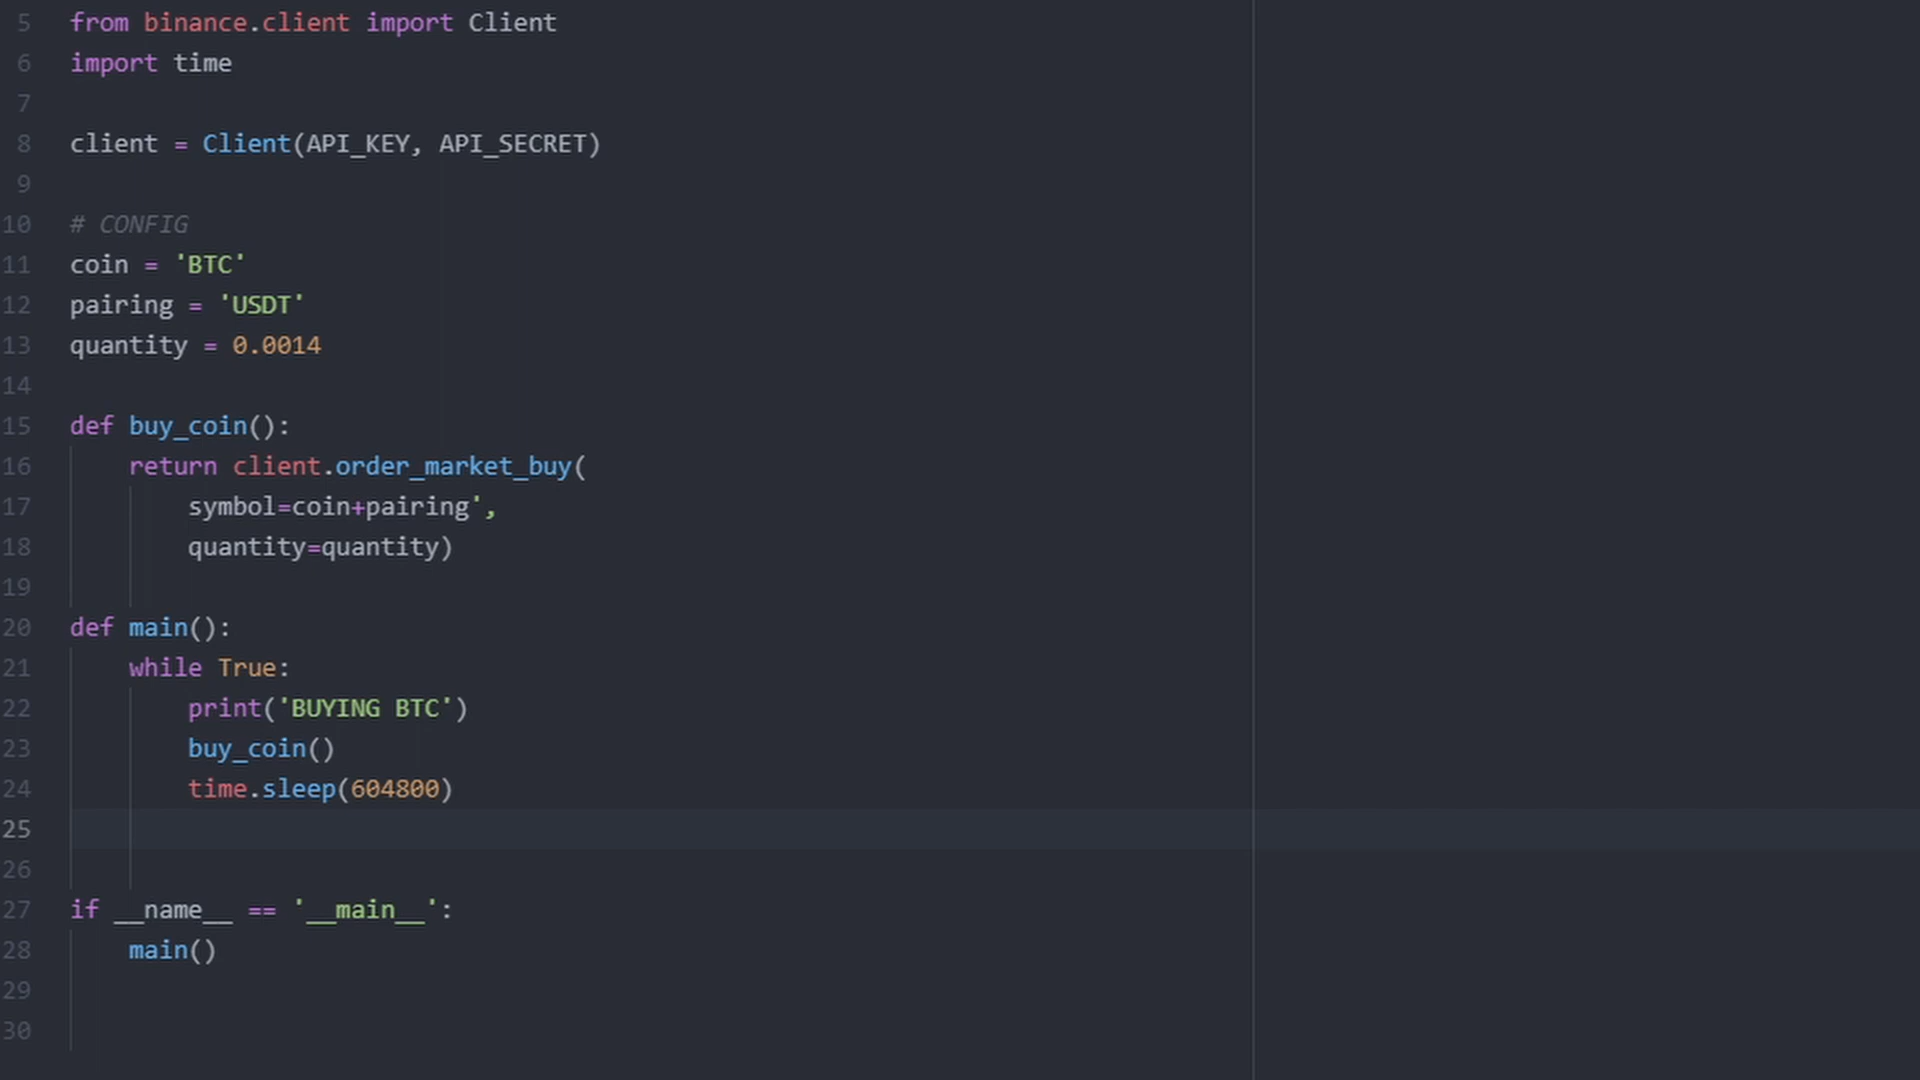 5 from binance.client import Client
6 import time
7
8 client = Client(API_KEY, API_SECRET)
9
10 # CONFIG
11 coin = 'BTC'
12 pairing = 'USDT'
13 quantity = 0.0014
14
15 def buy_coin():
16     return client.order_market_buy(
17         symbol=coin+pairing',
18         quantity=quantity)
19
20 def main():
21     while True:
22         print('BUYING BTC')
23         buy_coin()
24         time.sleep(604800)
25
26
27 if __name__ == '__main__':
28     main()
29
30